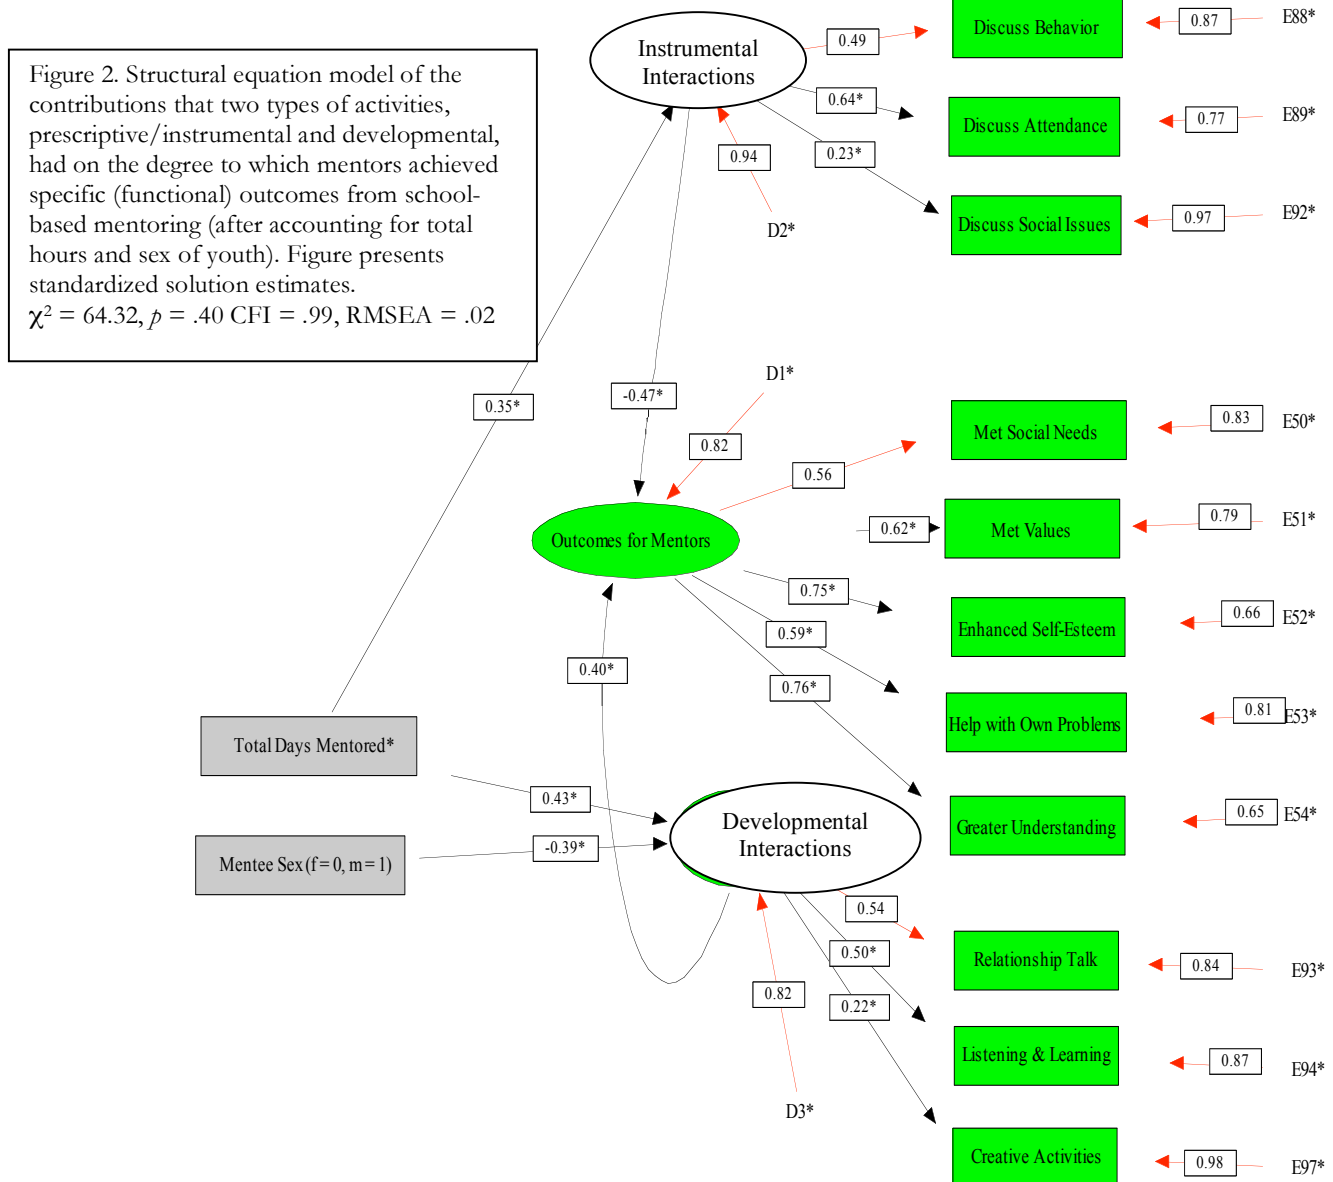 Figure 2. Structural equation model of the
contributions that two types of activities,
prescriptive/instrumental and developmental,
had on the degree to which mentors achieved
specific (functional) outcomes from school-
based mentoring (after accounting for total
hours and sex of youth). Figure presents
standardized solution estimates.
χ² = 64.32, p = .40 CFI = .99, RMSEA = .02
Instrumental
Interactions
0.49
Discuss Behavior
0.87
E88*
0.64*
Discuss Attendance
0.77
E89*
0.94
0.23*
D2*
Discuss Social Issues
0.97
E92*
0.35*
-0.47*
D1*
0.82
0.56
Met Social Needs
0.83
E50*
Outcomes for Mentors
0.62*
Met Values
0.79
E51*
0.75*
Enhanced Self-Esteem
0.66
E52*
0.59*
0.40*
0.76*
Help with Own Problems
0.81
E53*
Total Days Mentored*
0.43*
Developmental
Interactions
Greater Understanding
0.65
E54*
-0.39*
Mentee Sex (f = 0, m = 1)
0.54
0.50*
Relationship Talk
0.84
E93*
0.82
0.22*
Listening & Learning
0.87
E94*
D3*
Creative Activities
0.98
E97*